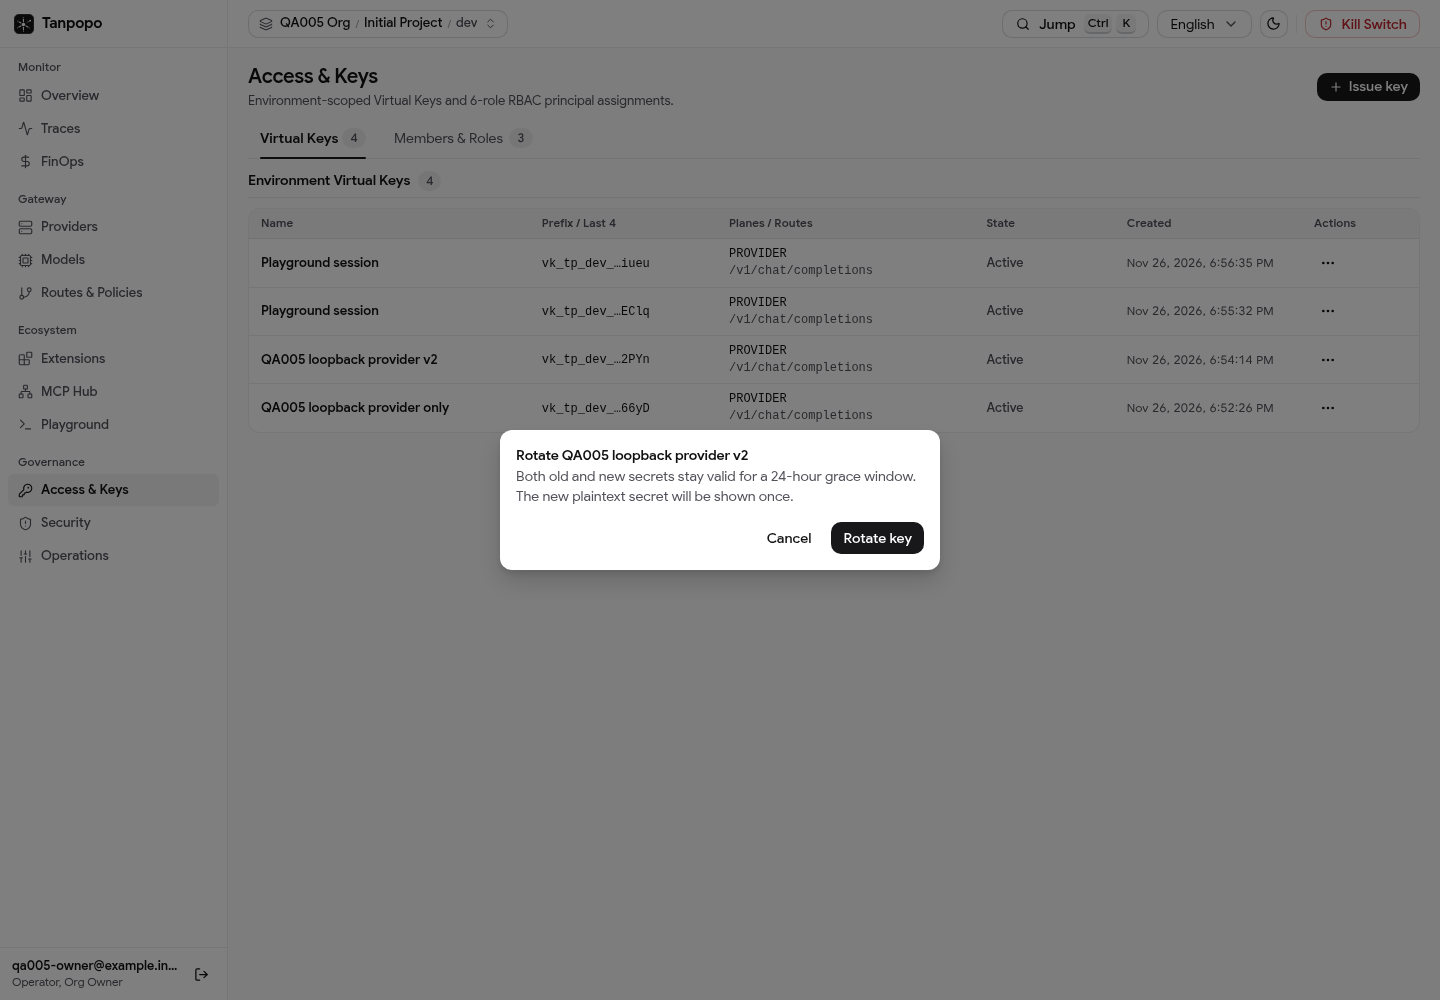 Tanpopo
QA005 Org / Initial Project / dev
Jump Ctrl K
English
Kill Switch
Monitor
Overview
Traces
FinOps
Gateway
Providers
Models
Routes & Policies
Ecosystem
Extensions
MCP Hub
Playground
Governance
Access & Keys
Security
Operations
qa005-owner@example.in...
Operator, Org Owner
Access & Keys
Environment-scoped Virtual Keys and 6-role RBAC principal assignments.
Issue key
Virtual Keys 4
Members & Roles 3
Environment Virtual Keys 4
Name Prefix / Last 4 Planes / Routes State Created Actions
Playground session vk_tp_dev_…iueu PROVIDER Active Nov 26, 2026, 6:56:35 PM
/v1/chat/completions
Playground session vk_tp_dev_…EClq PROVIDER Active Nov 26, 2026, 6:55:32 PM
/v1/chat/completions
QA005 loopback provider v2 vk_tp_dev_…2PYn PROVIDER Active Nov 26, 2026, 6:54:14 PM
/v1/chat/completions
QA005 loopback provider only vk_tp_dev_…66yD PROVIDER Active Nov 26, 2026, 6:52:26 PM
/v1/chat/completions
Rotate QA005 loopback provider v2
Both old and new secrets stay valid for a 24-hour grace window.
The new plaintext secret will be shown once.
Cancel
Rotate key